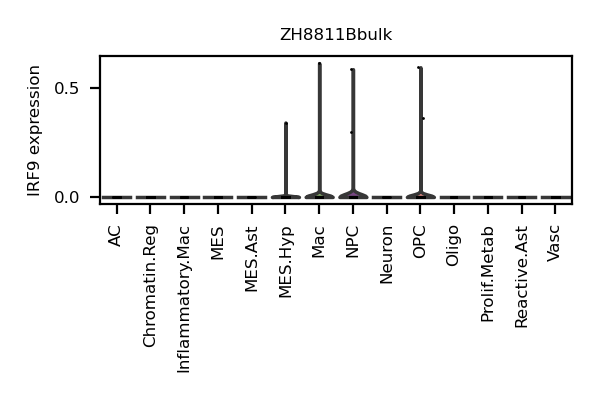 ZH8811Bbulk
IRF9 expression
0.5
0.0
AC
Chromatin.Reg
Inflammatory.Mac
MES
MES.Ast
MES.Hyp
Mac
NPC
Neuron
OPC
Oligo
Prolif.Metab
Reactive.Ast
Vasc